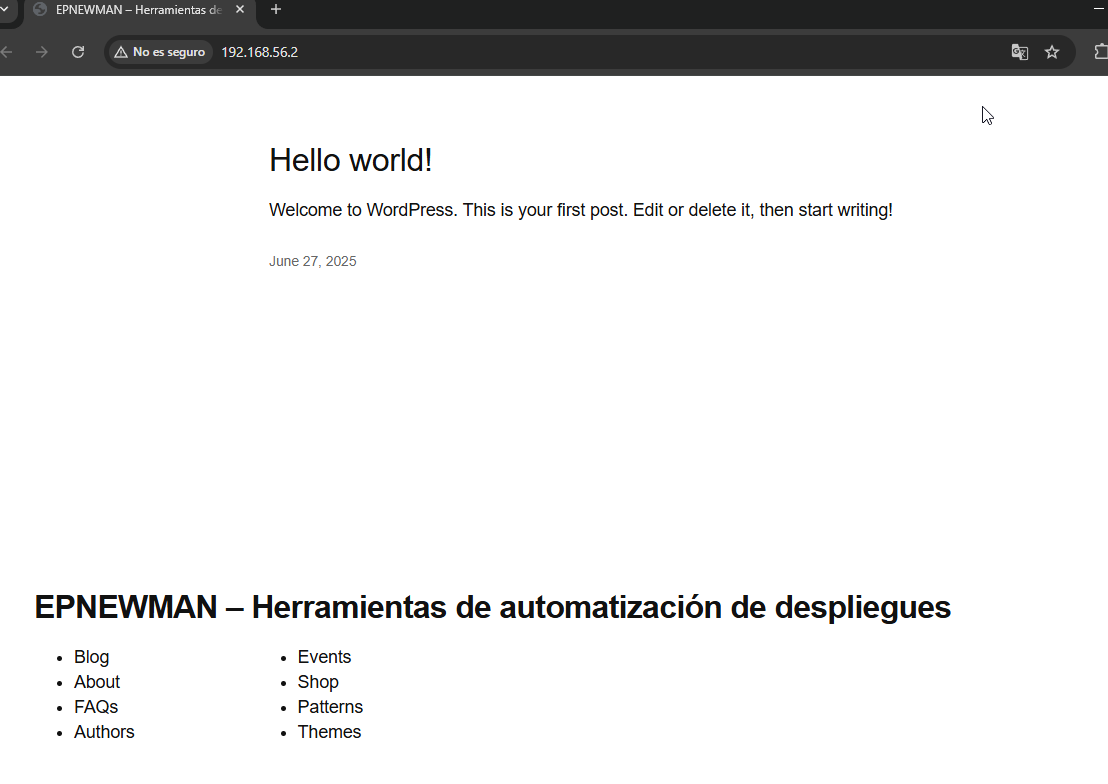 EPNEWMAN – Herramientas de
No es seguro 192.168.56.2
Hello world!
Welcome to WordPress. This is your first post. Edit or delete it, then start writing!
June 27, 2025
EPNEWMAN – Herramientas de automatización de despliegues
Blog
About
FAQs
Authors
Events
Shop
Patterns
Themes